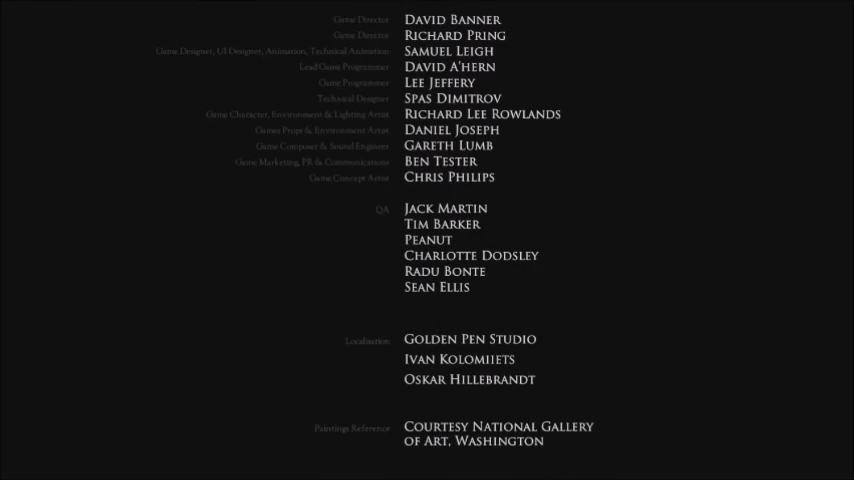 Game Director DAVID BANNER
Game Director RICHARD PRING
Game Designer, UI Designer, Animation, Technical Animation SAMUEL LEIGH
Lead Game Programmer DAVID A'HERN
Game Programmer LEE JEFFERY
Technical Designer SPAS DIMITROV
Game Character, Environment & Lighting Artist RICHARD LEE ROWLANDS
Games Props & Environment Artist DANIEL JOSEPH
Game Composer & Sound Engineer GARETH LUMB
Game Marketing, PR & Communications BEN TESTER
Game Concept Artist CHRIS PHILIPS
QA JACK MARTIN
TIM BARKER
PEANUT
CHARLOTTE DODSLEY
RADU BONTE
SEAN ELLIS
Localisation GOLDEN PEN STUDIO
IVAN KOLOMIIETS
OSKAR HILLEBRANDT
Paintings Reference COURTESY NATIONAL GALLERY
OF ART, WASHINGTON